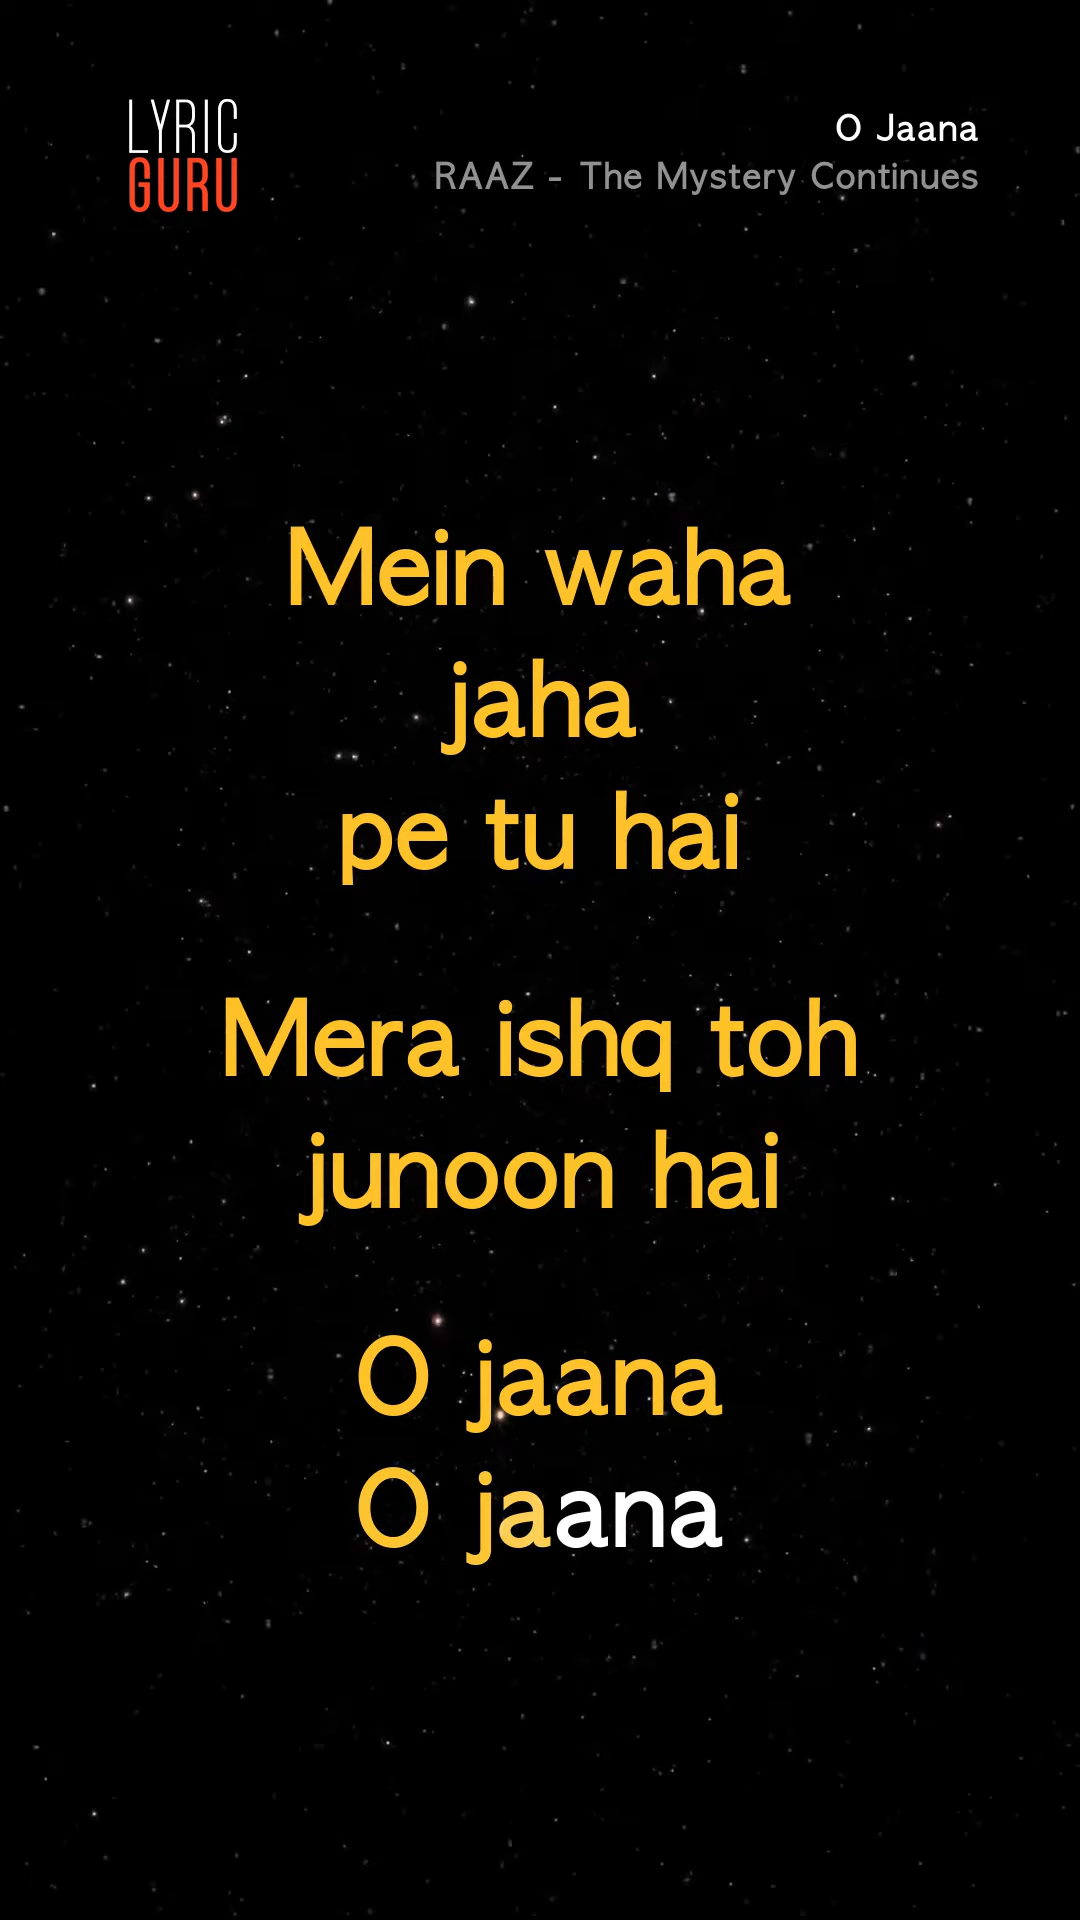 LYRIC
GURU
O Jaana
RAAZ - The Mystery Continues
Mein waha
jaha
pe tu hai
Mera ishq toh
junoon hai
O jaana
O jaana